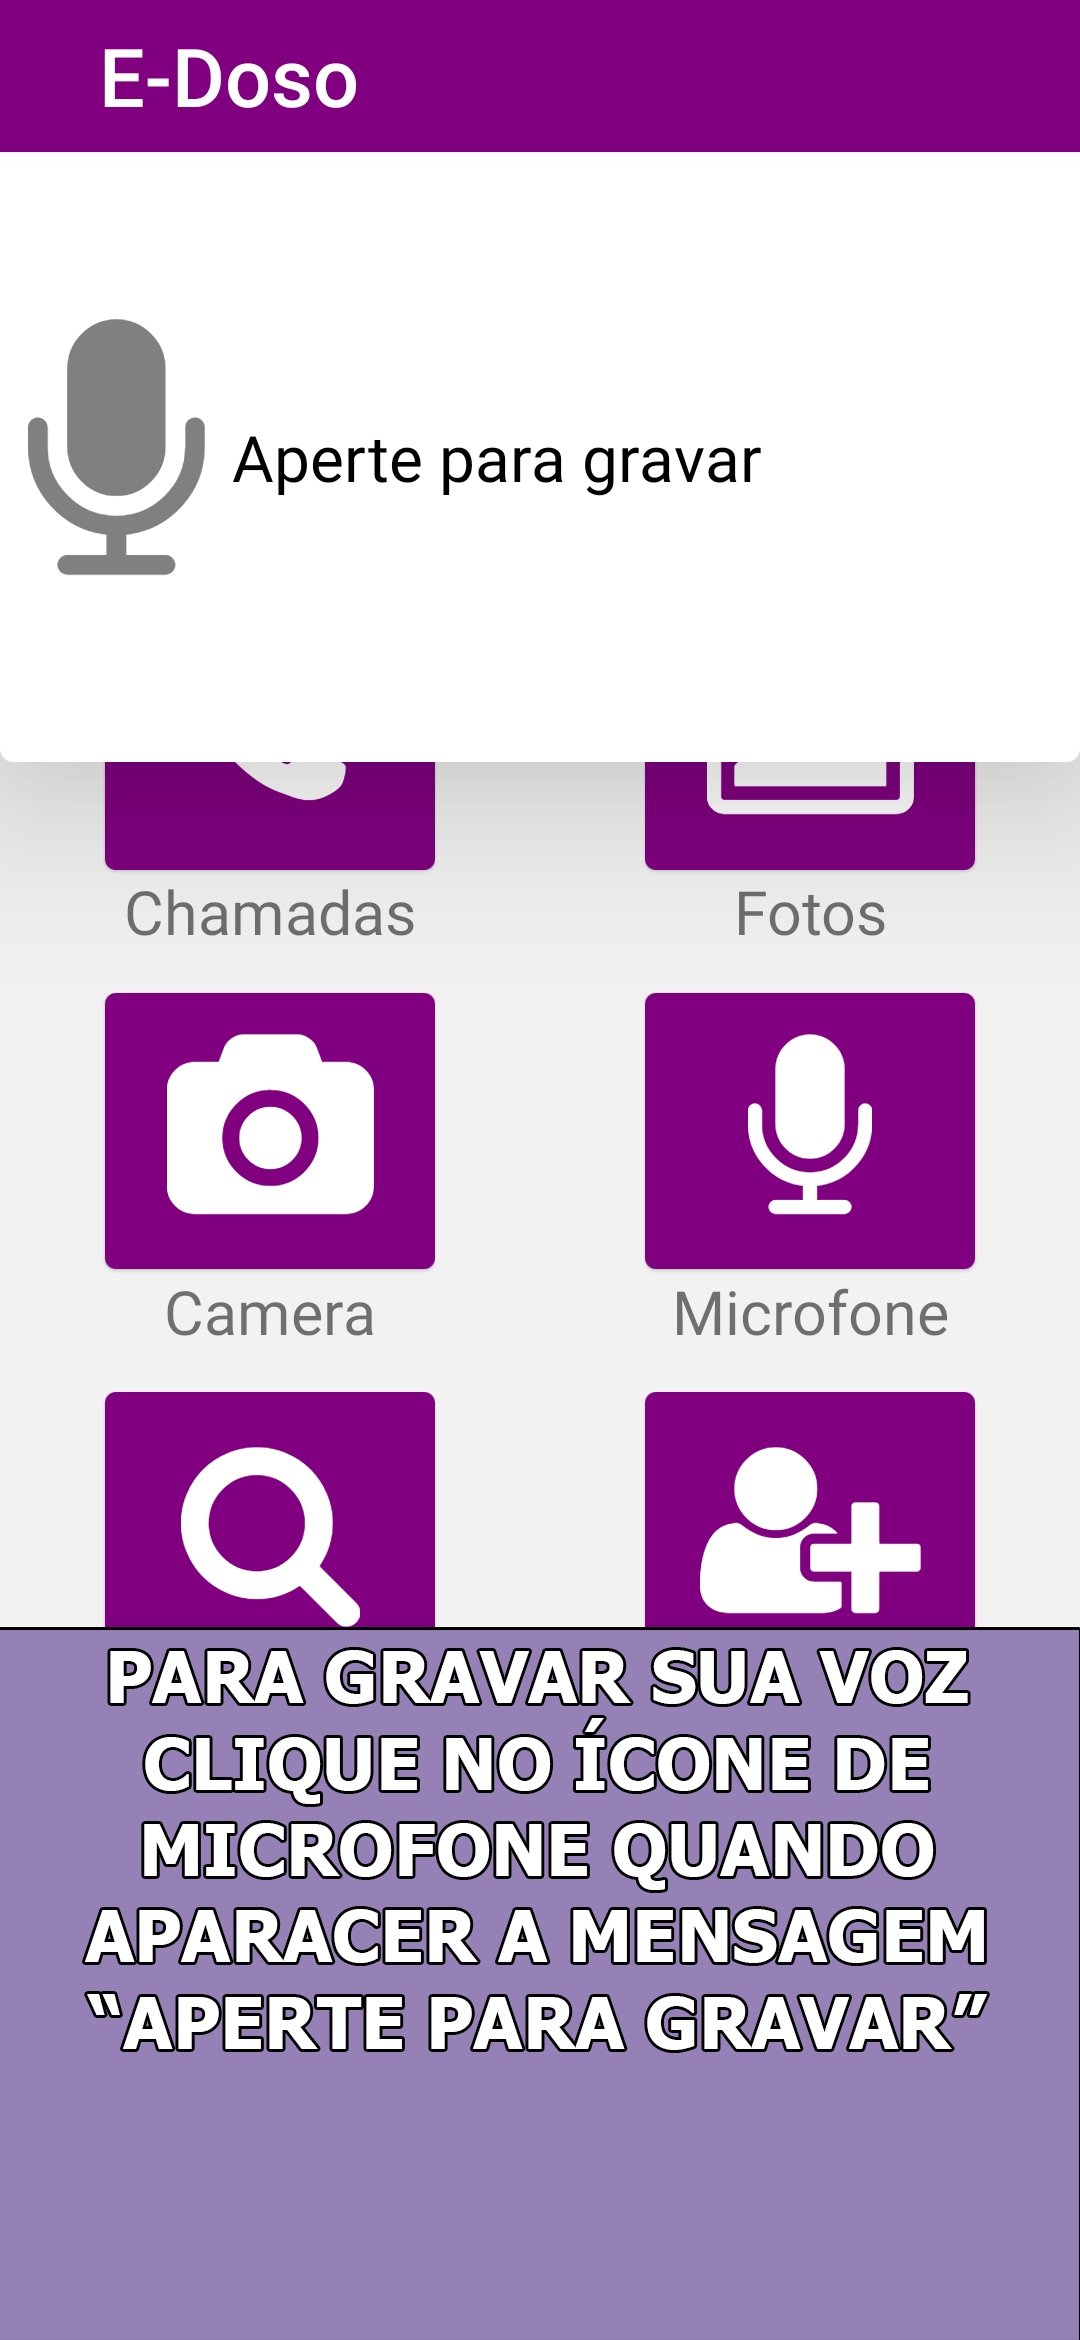 E-Doso
Aperte para gravar
Chamadas
Fotos
Camera
Microfone
PARA GRAVAR SUA VOZ
CLIQUE NO ÍCONE DE
MICROFONE QUANDO
APARACER A MENSAGEM
“APERTE PARA GRAVAR”